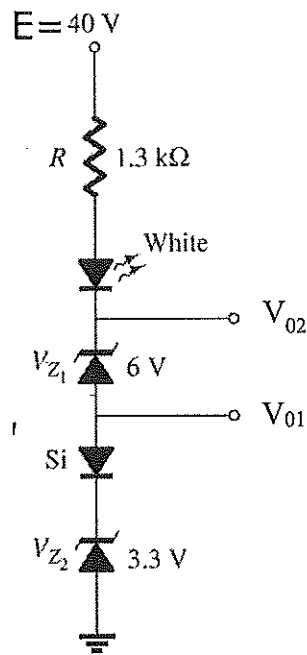 E = 40 V
R 1.3 kΩ
White
V02
VZ1 6 V
V01
Si
VZ2 3.3 V